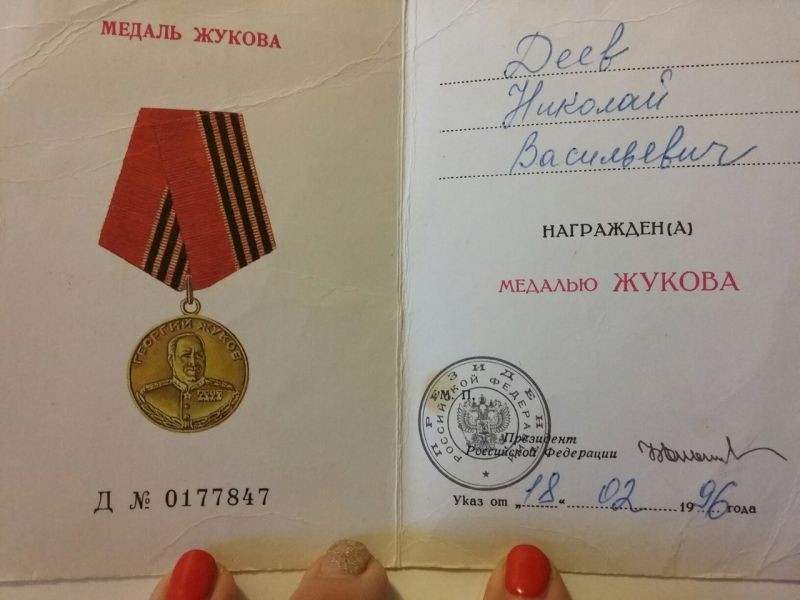 МЕДАЛЬ ЖУКОВА
ГЕОРГИЙ ЖУКОВ
Д № 0177847
Деев
Николай
Васильевич
НАГРАЖДЕН(А)
МЕДАЛЬЮ ЖУКОВА
ПРЕЗИДЕНТ
РОССИЙСКОЙ ФЕДЕРАЦИИ
М. П.
Президент
Российской Федерации
Указ от „18“ 02 1996 года